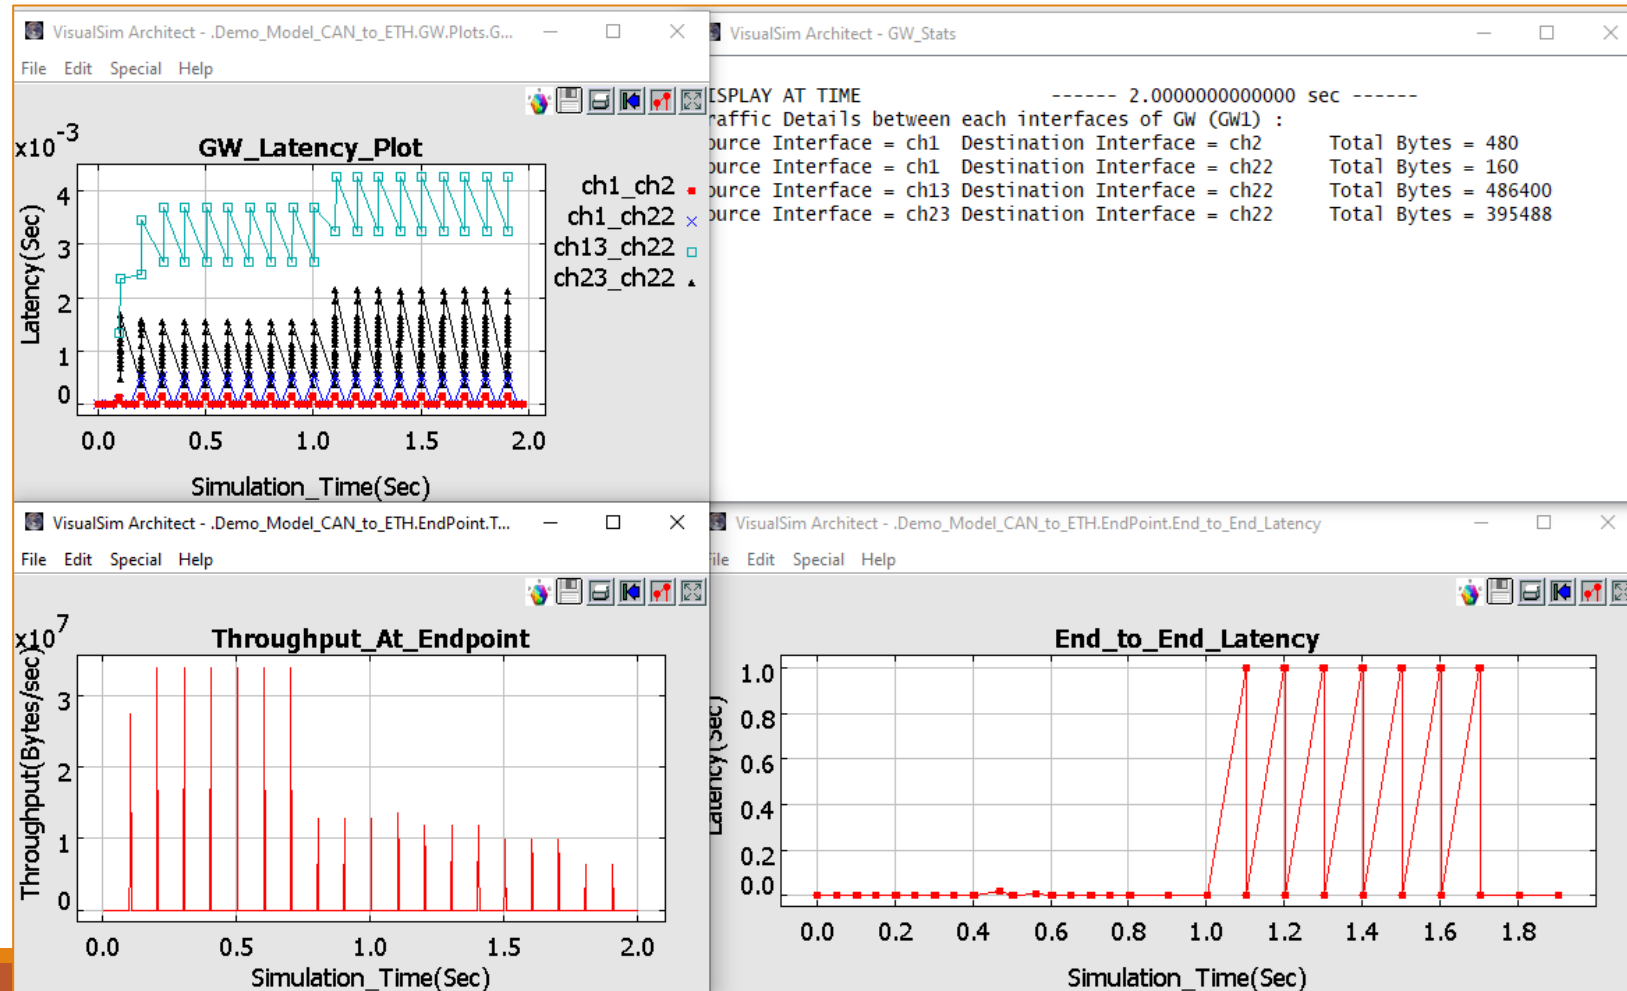 VisualSim Architect - .Demo_Model_CAN_to_ETH.GW.Plots.G...
File Edit Special Help
x10^-3
GW_Latency_Plot
Latency(Sec)
4
3
2
1
0
0.0 0.5 1.0 1.5 2.0
Simulation_Time(Sec)
ch1_ch2
ch1_ch22
ch13_ch22
ch23_ch22
VisualSim Architect - GW_Stats
ISPLAY AT TIME ------ 2.0000000000000 sec ------
raffic Details between each interfaces of GW (GW1) :
ource Interface = ch1 Destination Interface = ch2 Total Bytes = 480
ource Interface = ch1 Destination Interface = ch22 Total Bytes = 160
ource Interface = ch13 Destination Interface = ch22 Total Bytes = 486400
ource Interface = ch23 Destination Interface = ch22 Total Bytes = 395488
VisualSim Architect - .Demo_Model_CAN_to_ETH.EndPoint.T...
File Edit Special Help
x10^7
Throughput_At_Endpoint
Throughput(Bytes/sec)
3
2
1
0
0.0 0.5 1.0 1.5 2.0
Simulation_Time(Sec)
VisualSim Architect - .Demo_Model_CAN_to_ETH.EndPoint.End_to_End_Latency
File Edit Special Help
End_to_End_Latency
Latency(Sec)
1.0
0.8
0.6
0.4
0.2
0.0
0.0 0.2 0.4 0.6 0.8 1.0 1.2 1.4 1.6 1.8
Simulation_Time(Sec)